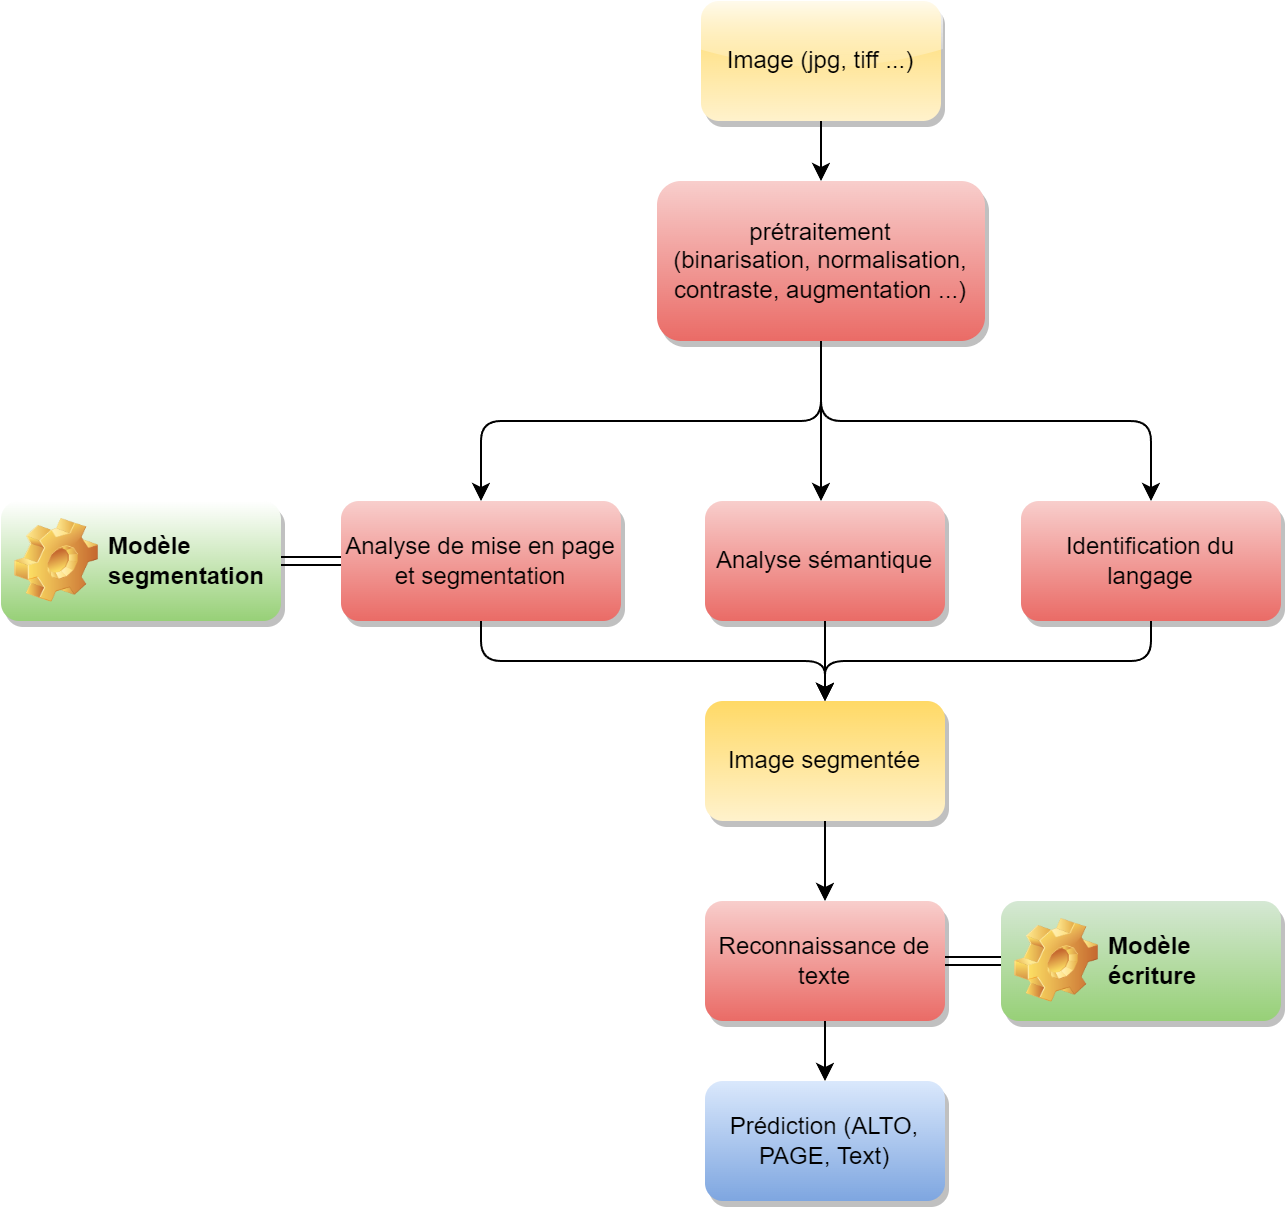 Image (jpg, tiff ...)
prétraitement
(binarisation, normalisation,
contraste, augmentation ...)
Modèle
segmentation
Analyse de mise en page
et segmentation
Analyse sémantique
Identification du
langage
Image segmentée
Reconnaissance de
texte
Modèle
écriture
Prédiction (ALTO,
PAGE, Text)